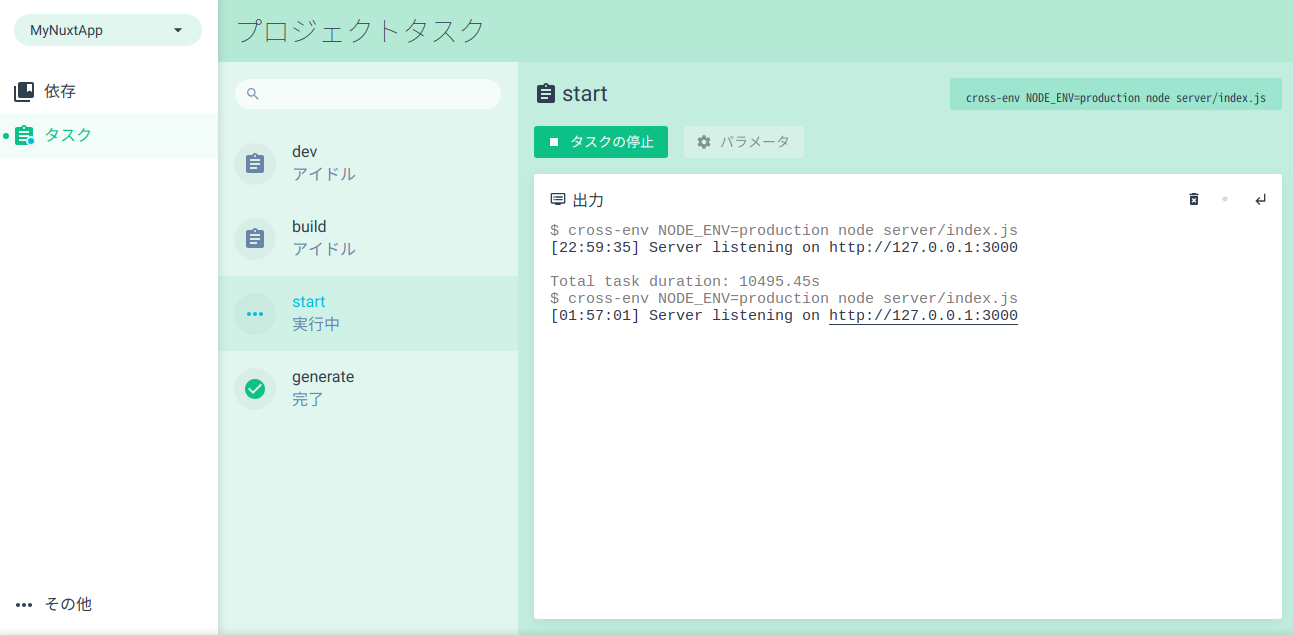 MyNuxtApp
依存
タスク
その他
プロジェクトタスク
dev
アイドル
build
アイドル
start
実行中
generate
完了
start
cross-env NODE_ENV=production node server/index.js
タスクの停止
パラメータ
出力
$ cross-env NODE_ENV=production node server/index.js
[22:59:35] Server listening on http://127.0.0.1:3000
Total task duration: 10495.45s
$ cross-env NODE_ENV=production node server/index.js
[01:57:01] Server listening on http://127.0.0.1:3000